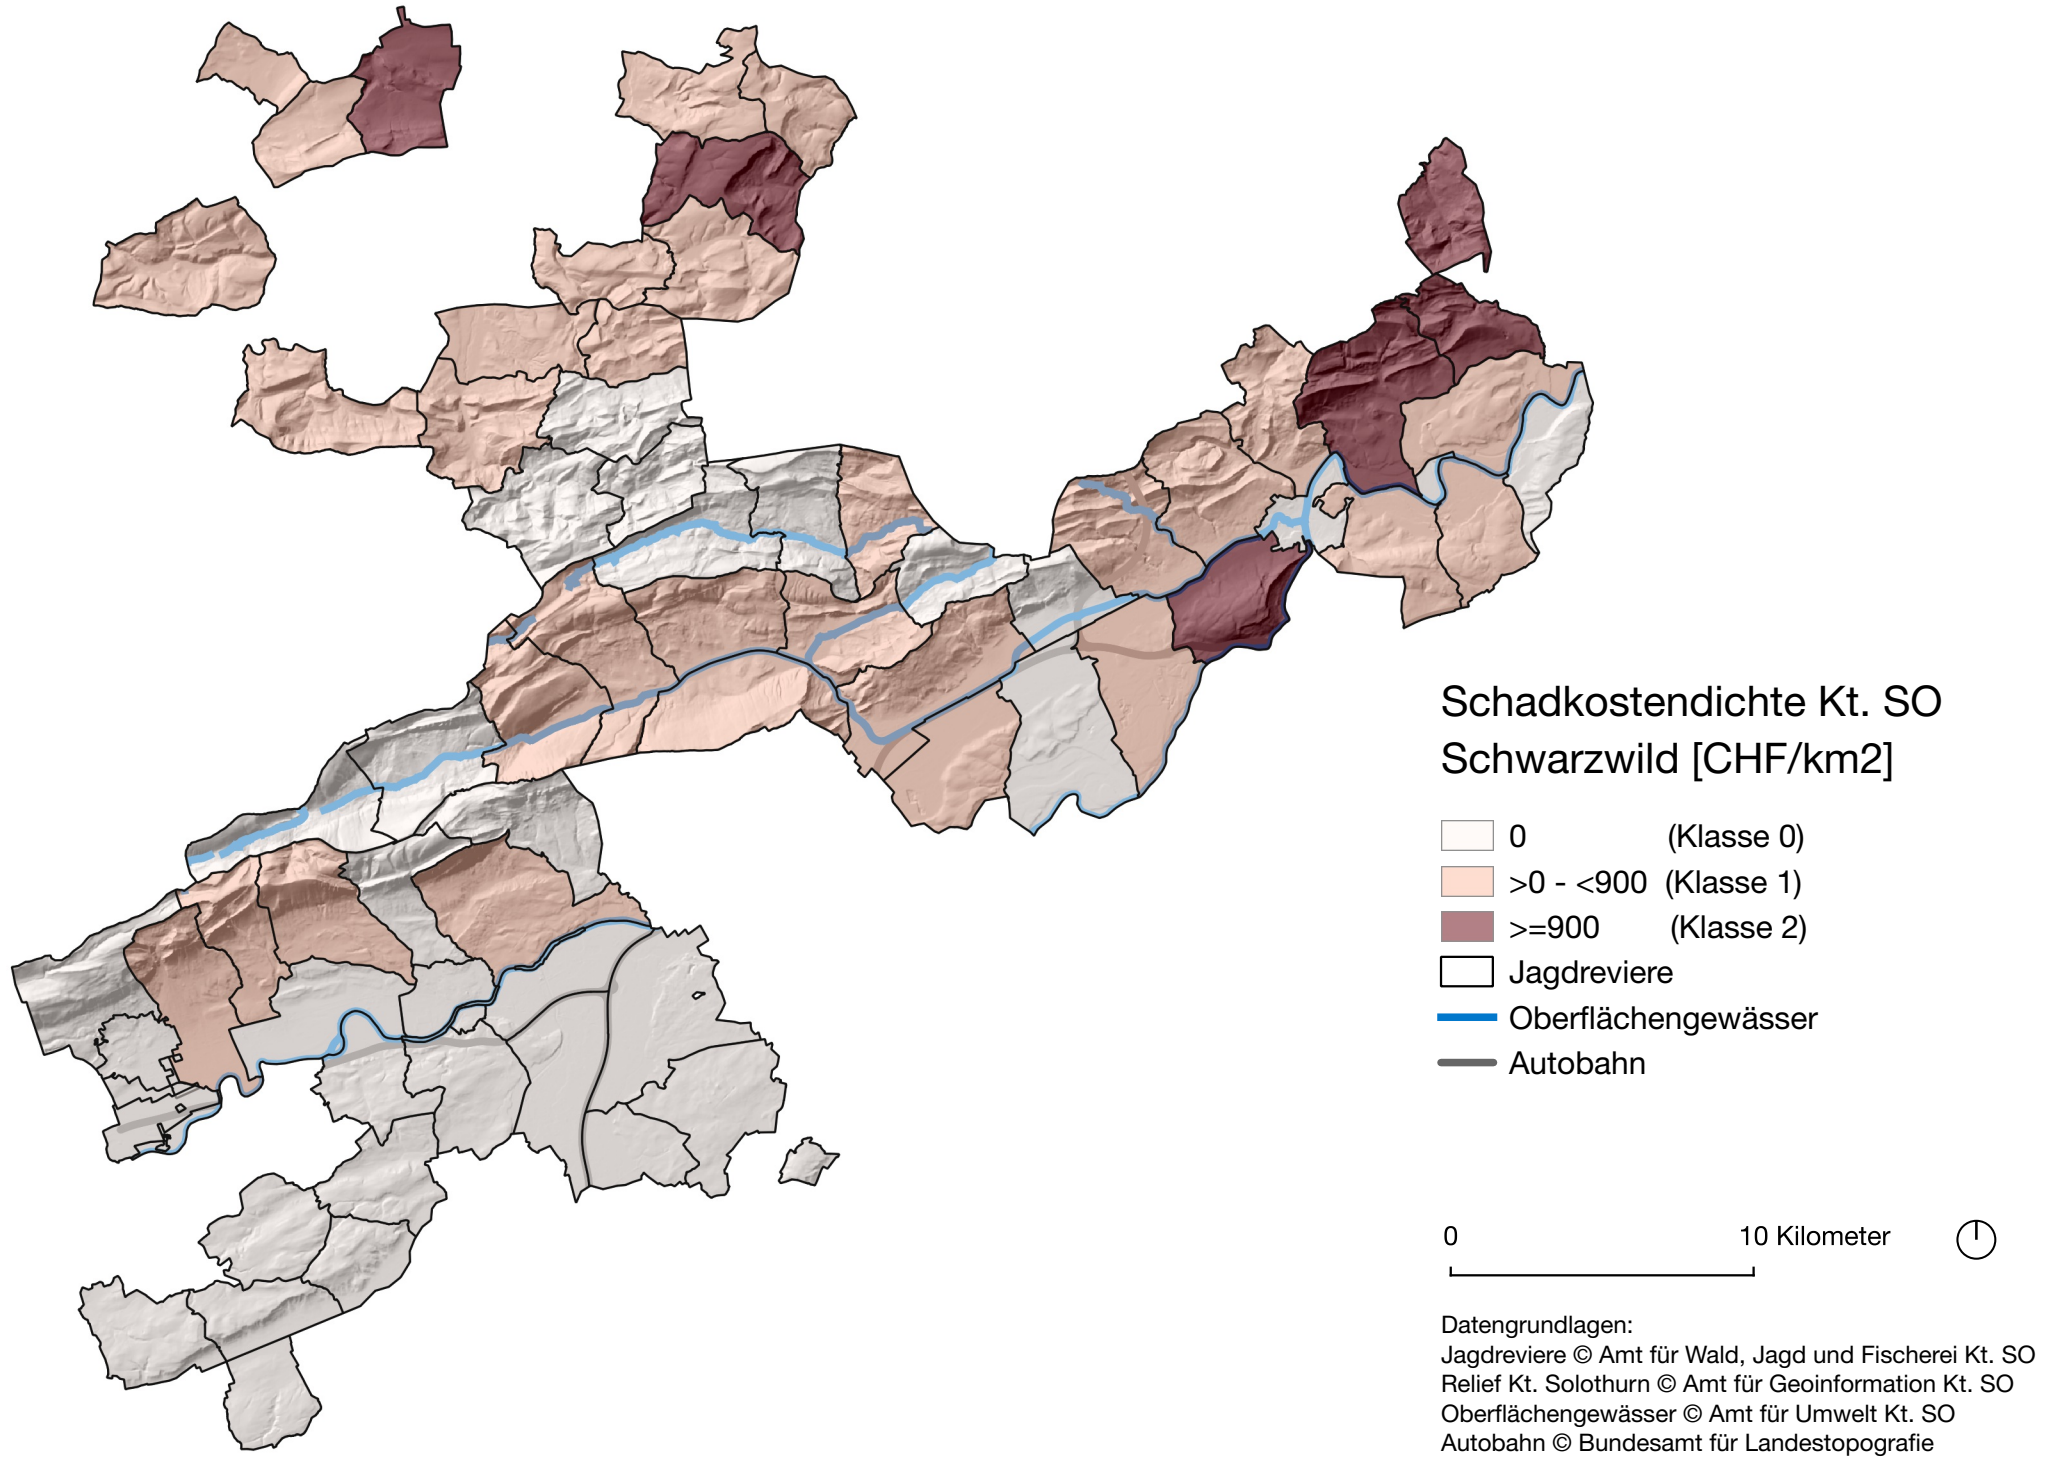 Schadkostendichte Kt. SO
Schwarzwild [CHF/km2]
0 (Klasse 0)
>0 - <900 (Klasse 1)
>=900 (Klasse 2)
Jagdreviere
Oberflächengewässer
Autobahn
0 10 Kilometer
Datengrundlagen:
Jagdreviere © Amt für Wald, Jagd und Fischerei Kt. SO
Relief Kt. Solothurn © Amt für Geoinformation Kt. SO
Oberflächengewässer © Amt für Umwelt Kt. SO
Autobahn © Bundesamt für Landestopografie